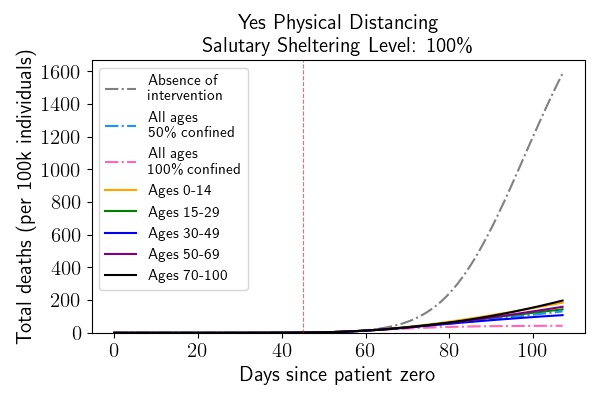 Yes Physical Distancing
Salutary Sheltering Level: 100%
Total deaths (per 100k individuals)
1600
1400
1200
1000
800
600
400
200
0
Absence of
intervention
All ages
50% confined
All ages
100% confined
Ages 0-14
Ages 15-29
Ages 30-49
Ages 50-69
Ages 70-100
0 20 40 60 80 100
Days since patient zero